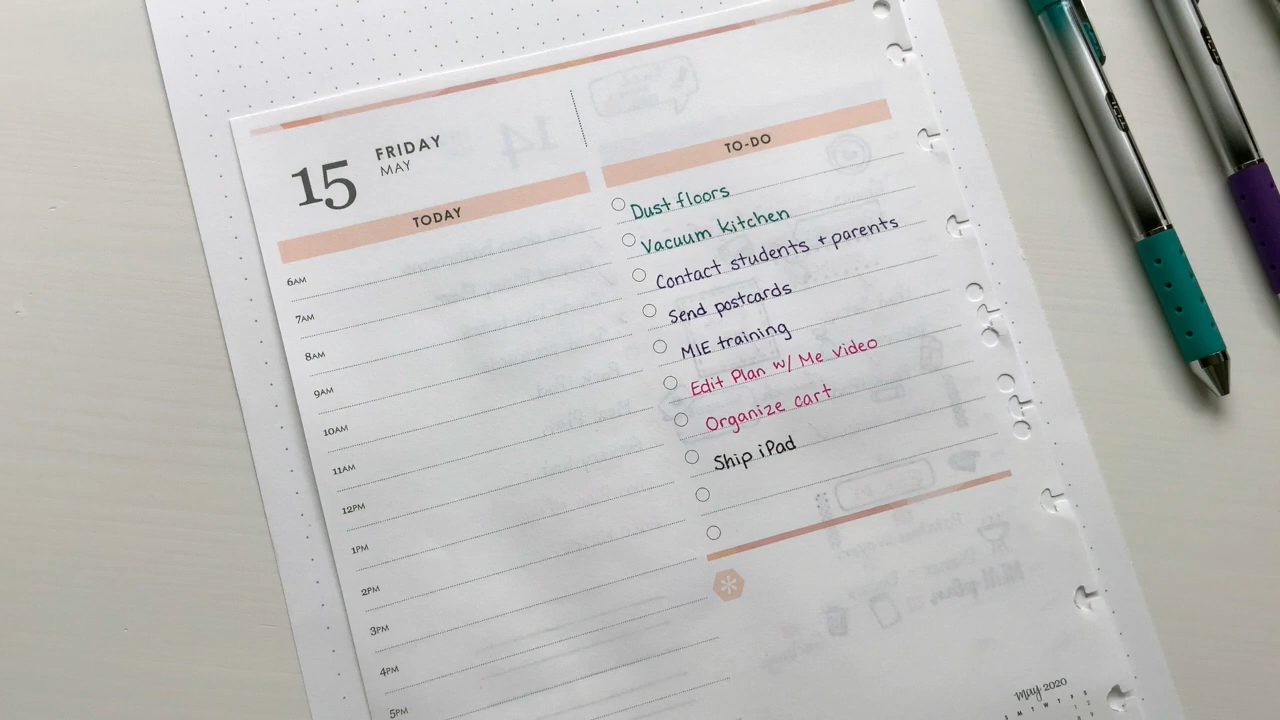 15
FRIDAY
MAY
TODAY
6AM
7AM
8AM
9AM
10AM
11AM
12PM
1PM
2PM
3PM
4PM
5PM
TO-DO
Dust floors
Vacuum kitchen
Contact students + parents
Send postcards
MIE training
Edit Plan w/ Me video
Organize cart
Ship iPad
May 2020
S M T W T F S
1 2